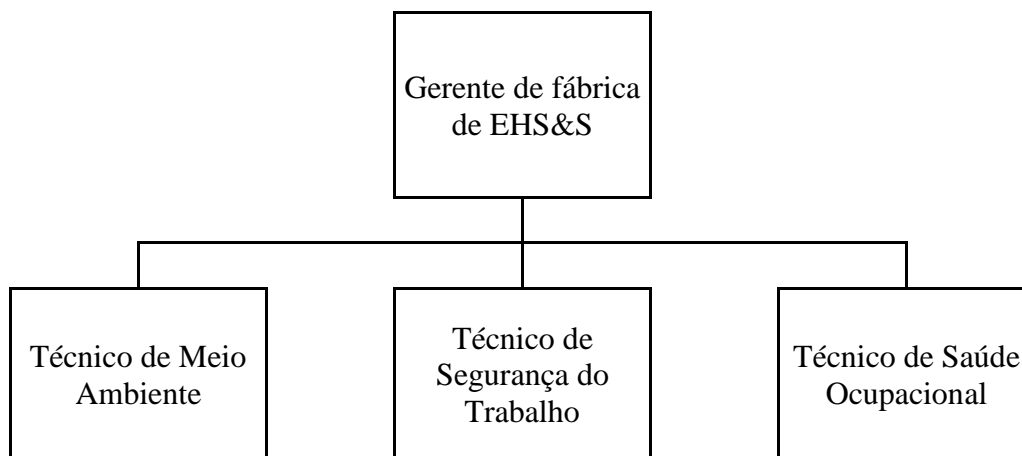 Gerente de fábrica
de EHS&S
Técnico de Meio
Ambiente
Técnico de
Segurança do
Trabalho
Técnico de Saúde
Ocupacional